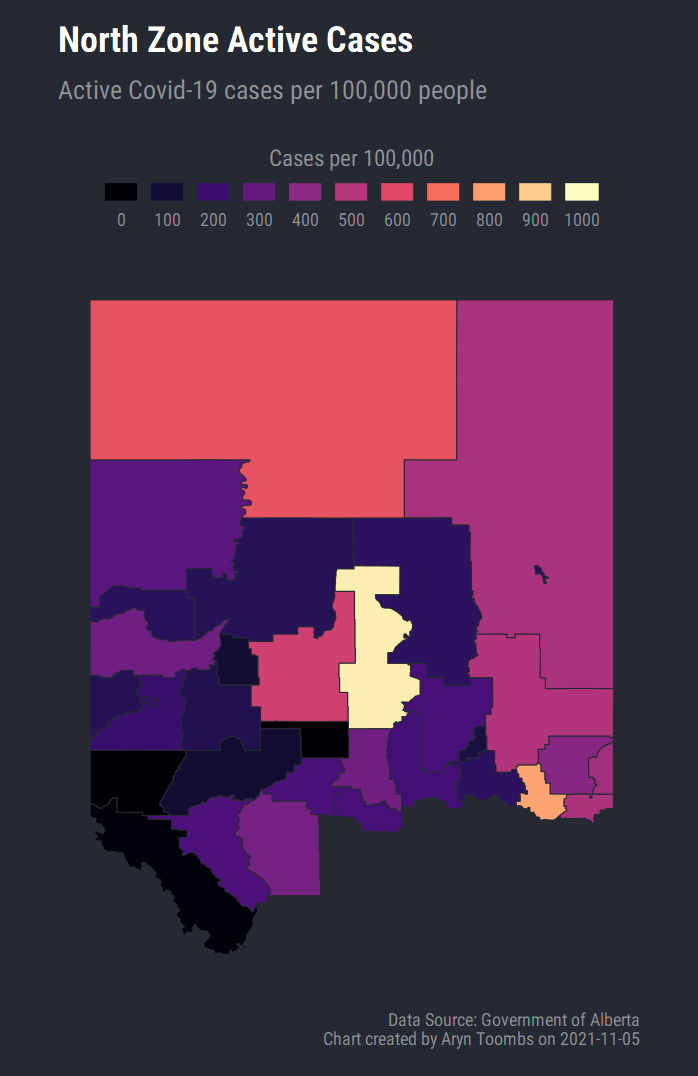 North Zone Active Cases
Active Covid-19 cases per 100,000 people
Cases per 100,000
0 100 200 300 400 500 600 700 800 900 1000
Data Source: Government of Alberta
Chart created by Aryn Toombs on 2021-11-05